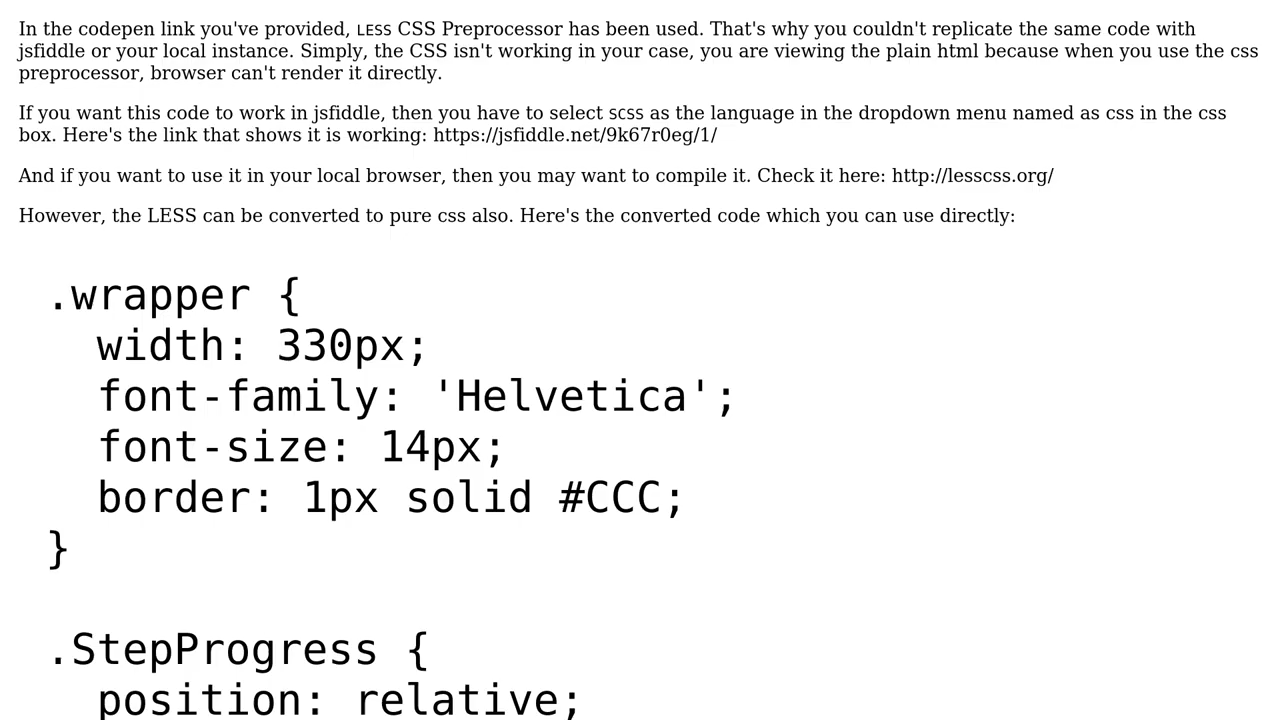 In the codepen link you've provided, LESS CSS Preprocessor has been used. That's why you couldn't replicate the same code with
jsfiddle or your local instance. Simply, the CSS isn't working in your case, you are viewing the plain html because when you use the css
preprocessor, browser can't render it directly.
If you want this code to work in jsfiddle, then you have to select SCSS as the language in the dropdown menu named as css in the css
box. Here's the link that shows it is working: https://jsfiddle.net/9k67r0eg/1/
And if you want to use it in your local browser, then you may want to compile it. Check it here: http://lesscss.org/
However, the LESS can be converted to pure css also. Here's the converted code which you can use directly:
.wrapper {
  width: 330px;
  font-family: 'Helvetica';
  font-size: 14px;
  border: 1px solid #CCC;
}
.StepProgress {
  position: relative;